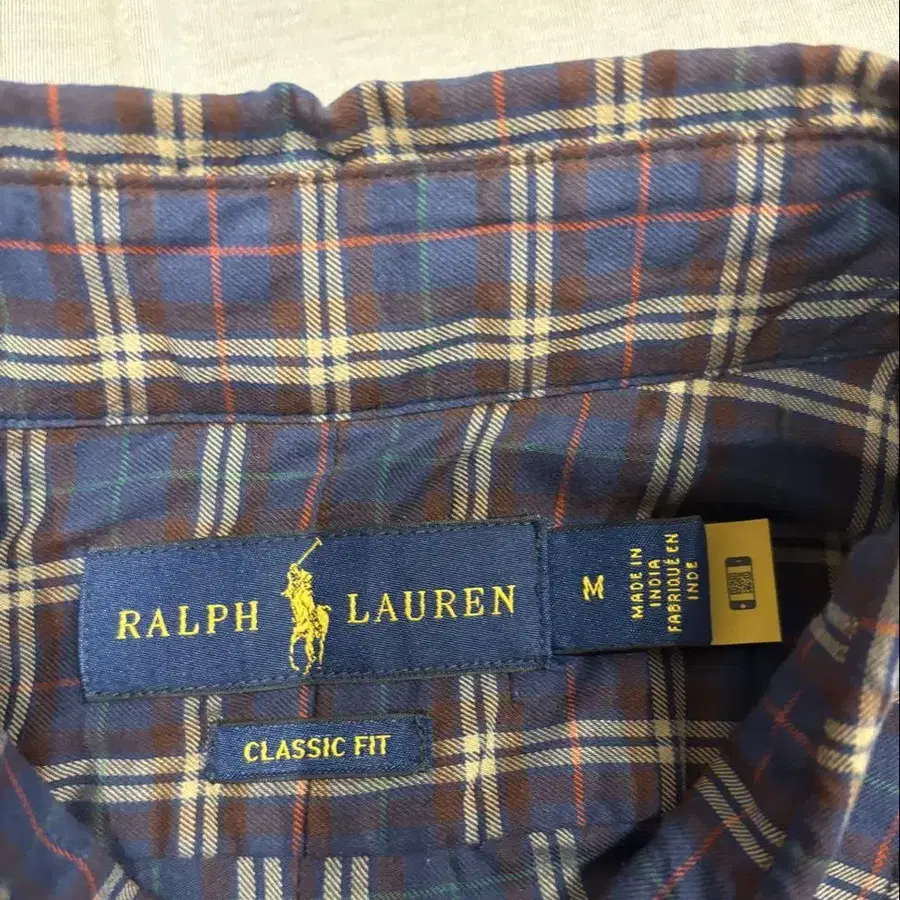 RALPH LAUREN
M
MADE IN
INDIA
FABRIQUÉ EN
INDE
CLASSIC FIT